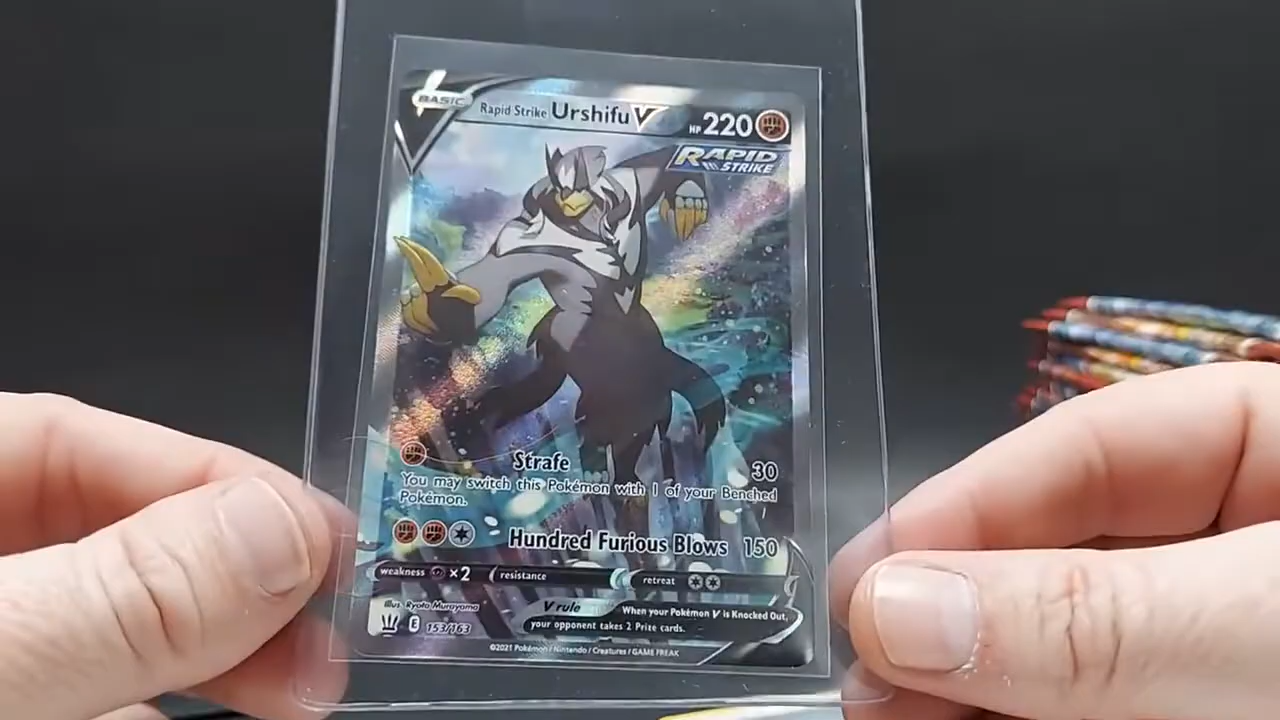 BASIC
Rapid Strike Urshifu V HP 220
RAPID
STRIKE
Strafe 30
You may switch this Pokémon with 1 of your Benched
Pokémon.
Hundred Furious Blows 150
weakness ×2 resistance retreat
Illus. Ryota Murayama
V rule When your Pokémon V is Knocked Out,
your opponent takes 2 Prize cards.
E 153/163
©2021 Pokémon / Nintendo / Creatures / GAME FREAK